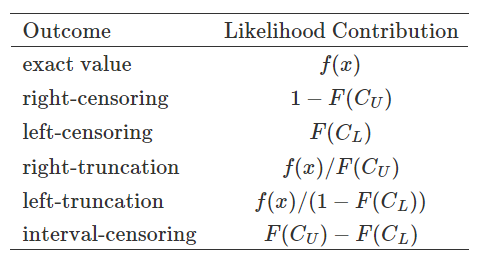 Outcome Likelihood Contribution
exact value f(x)
right-censoring 1 − F(C_U)
left-censoring F(C_L)
right-truncation f(x)/F(C_U)
left-truncation f(x)/(1 − F(C_L))
interval-censoring F(C_U) − F(C_L)